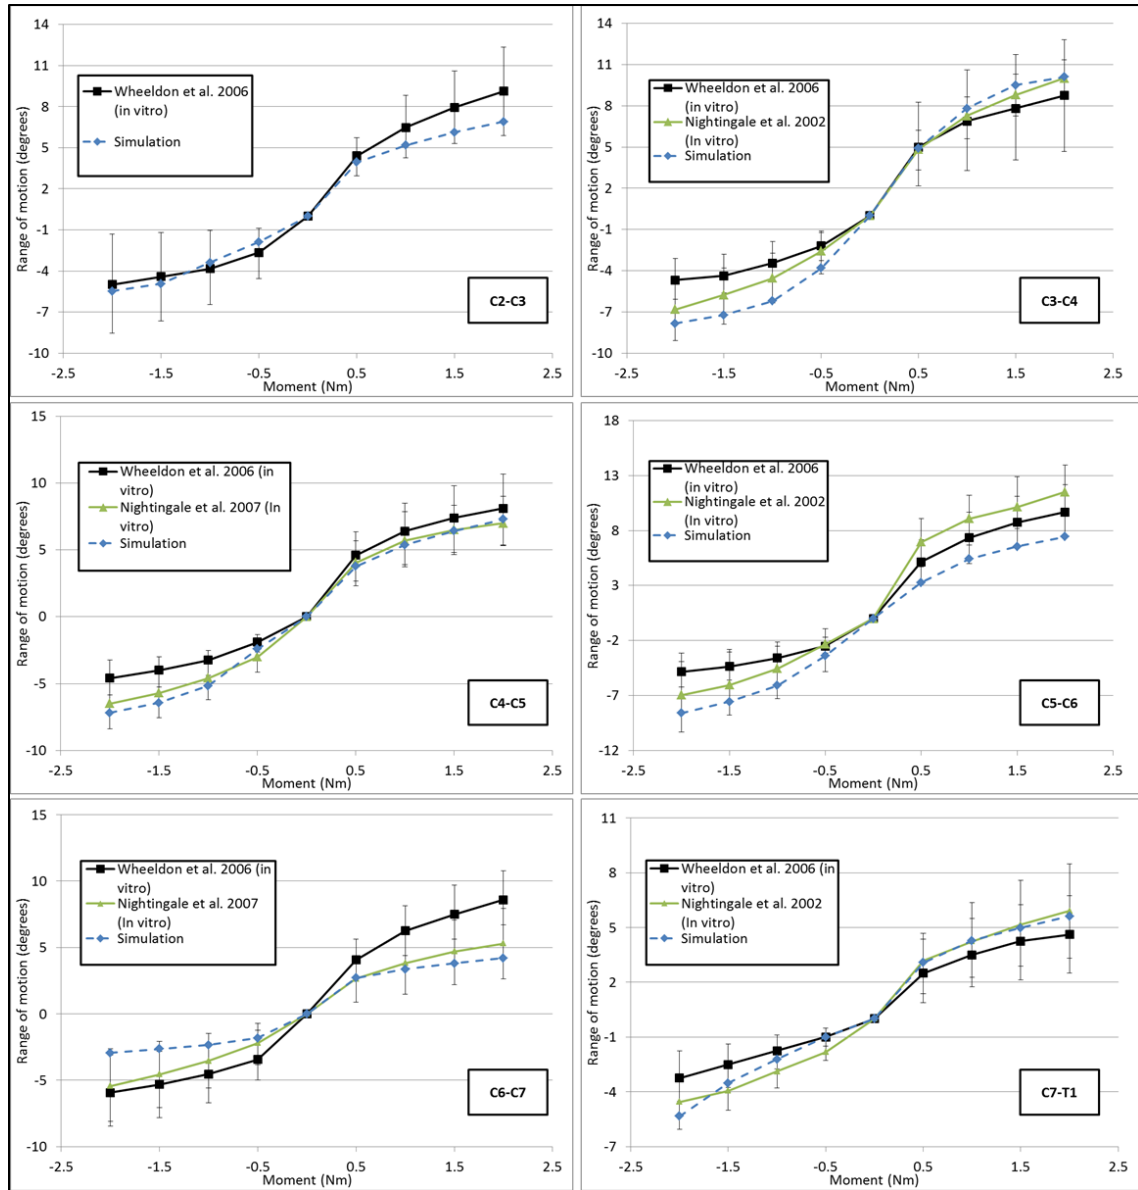 14
11
8
5
2
-1
-4
-7
-10
Range of motion (degrees)
Wheeldon et al. 2006
(in vitro)
Simulation
C2-C3
-2.5 -1.5 -0.5 0.5 1.5 2.5
Moment (Nm)
14
11
8
5
2
-1
-4
-7
-10
Range of motion (degrees)
Wheeldon et al. 2006
(in vitro)
Nightingale et al. 2002
(In vitro)
Simulation
C3-C4
-2.5 -1.5 -0.5 0.5 1.5 2.5
Moment (Nm)
15
10
5
0
-5
-10
Range of motion (degrees)
Wheeldon et al. 2006 (in
vitro)
Nightingale et al. 2007 (In
vitro)
Simulation
C4-C5
-2.5 -1.5 -0.5 0.5 1.5 2.5
Moment (Nm)
18
13
8
3
-2
-7
-12
Range of motion (degrees)
Wheeldon et al. 2006
(in vitro)
Nightingale et al. 2002
(In vitro)
Simulation
C5-C6
-2.5 -1.5 -0.5 0.5 1.5 2.5
Moment (Nm)
15
10
5
0
-5
-10
Range of motion (degrees)
Wheeldon et al. 2006 (in
vitro)
Nightingale et al. 2007
(In vitro)
Simulation
C6-C7
-2.5 -1.5 -0.5 0.5 1.5 2.5
Moment (Nm)
11
8
5
2
-1
-4
-7
Range of motion (degrees)
Wheeldon et al. 2006 (in
vitro)
Nightingale et al. 2002
(In vitro)
Simulation
C7-T1
-2.5 -1.5 -0.5 0.5 1.5 2.5
Moment (Nm)